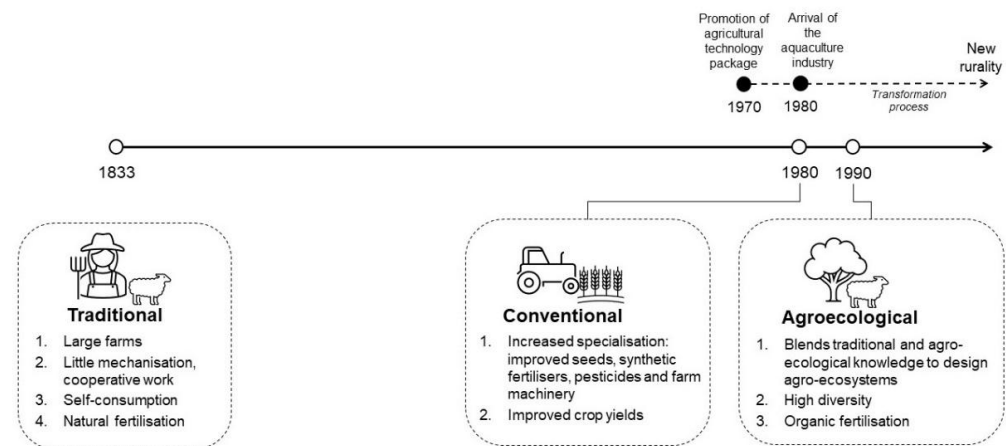 Promotion of
agricultural
technology
package
Arrival of
the
aquaculture
industry
New
rurality
1970
1980
Transformation
process
1833
1980
1990
Traditional
1. Large farms
2. Little mechanisation,
cooperative work
3. Self-consumption
4. Natural fertilisation
Conventional
1. Increased specialisation:
improved seeds, synthetic
fertilisers, pesticides and farm
machinery
2. Improved crop yields
Agroecological
1. Blends traditional and agro-
ecological knowledge to design
agro-ecosystems
2. High diversity
3. Organic fertilisation